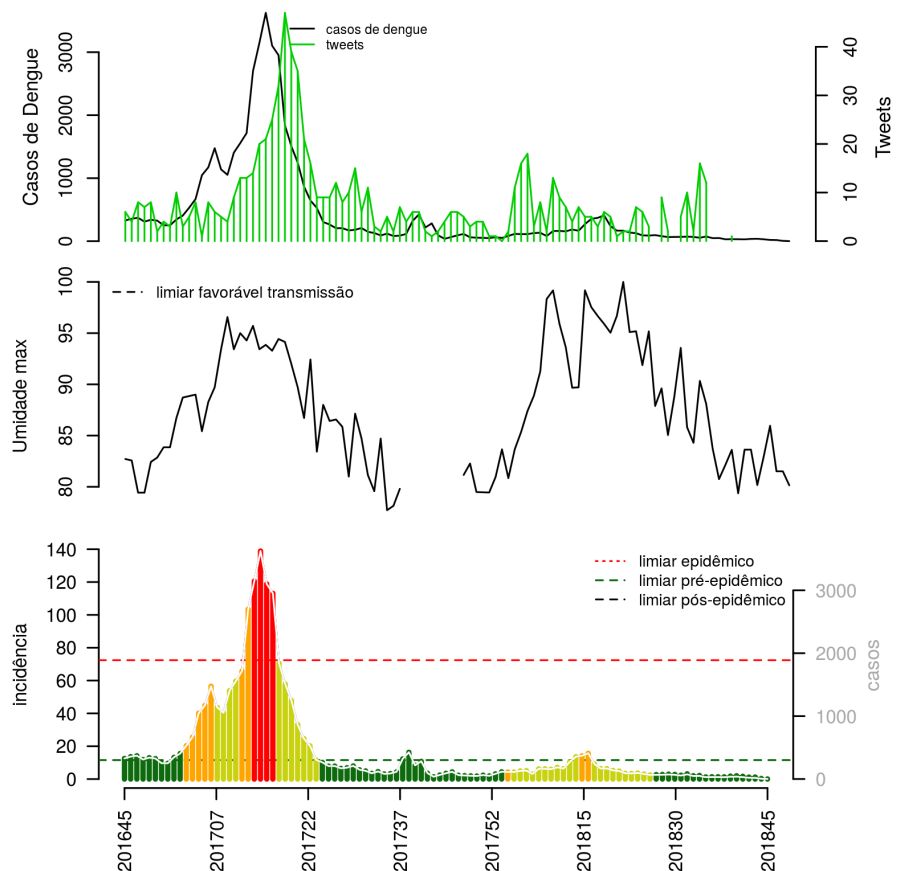 casos de dengue
tweets
Casos de Dengue
0 1000 2000 3000
Tweets
0 10 20 30 40
limiar favorável transmissão
Umidade max
80 85 90 95 100
limiar epidêmico
limiar pré-epidêmico
limiar pós-epidêmico
incidência
0 20 40 60 80 100 120 140
casos
0 1000 2000 3000
201645 201707 201722 201737 201752 201815 201830 201845